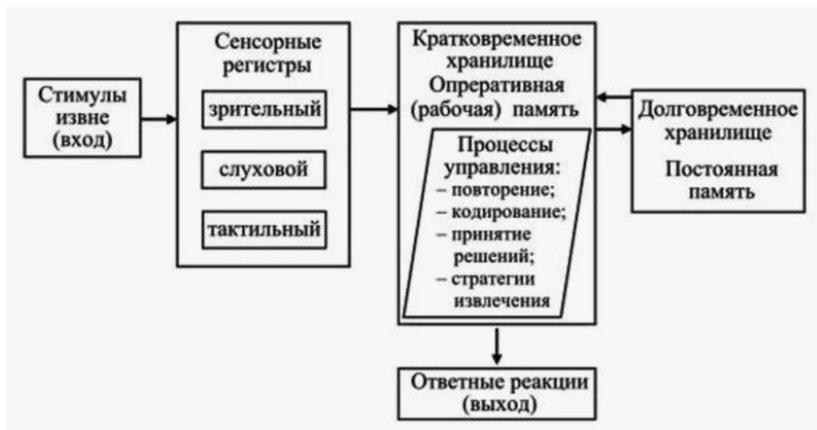 Стимулы
извне
(вход)
Сенсорные
регистры
зрительный
слуховой
тактильный
Кратковременное
хранилище
Опреративная
(рабочая) память
Процессы
управления:
– повторение;
– кодирование;
– принятие
решений;
– стратегии
извлечения
Долговременное
хранилище
Постоянная
память
Ответные реакции
(выход)